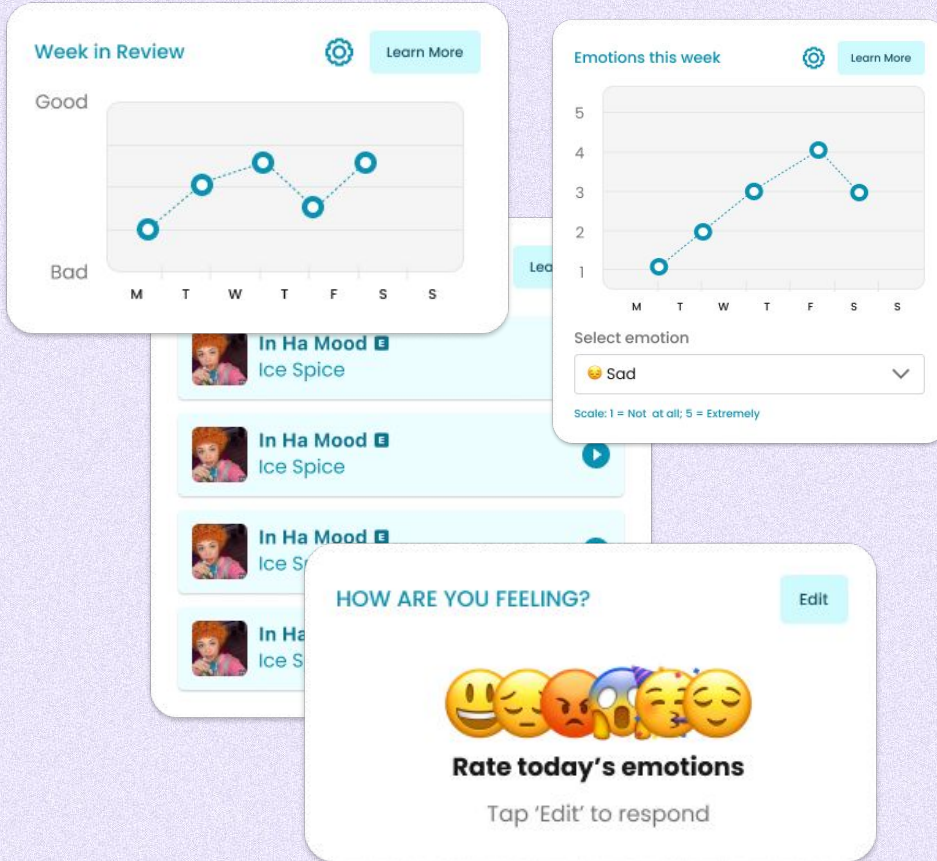 Week in Review
Learn More
Good
Bad
M T W T F S S
Emotions this week
Learn More
5
4
3
2
1
M T W T F S S
Select emotion
Sad
Scale: 1 = Not at all; 5 = Extremely
In Ha Mood E
Ice Spice
In Ha Mood E
Ice Spice
In Ha Mood E
Ice
In Ha
Ice
HOW ARE YOU FEELING?
Edit
Rate today’s emotions
Tap ‘Edit’ to respond